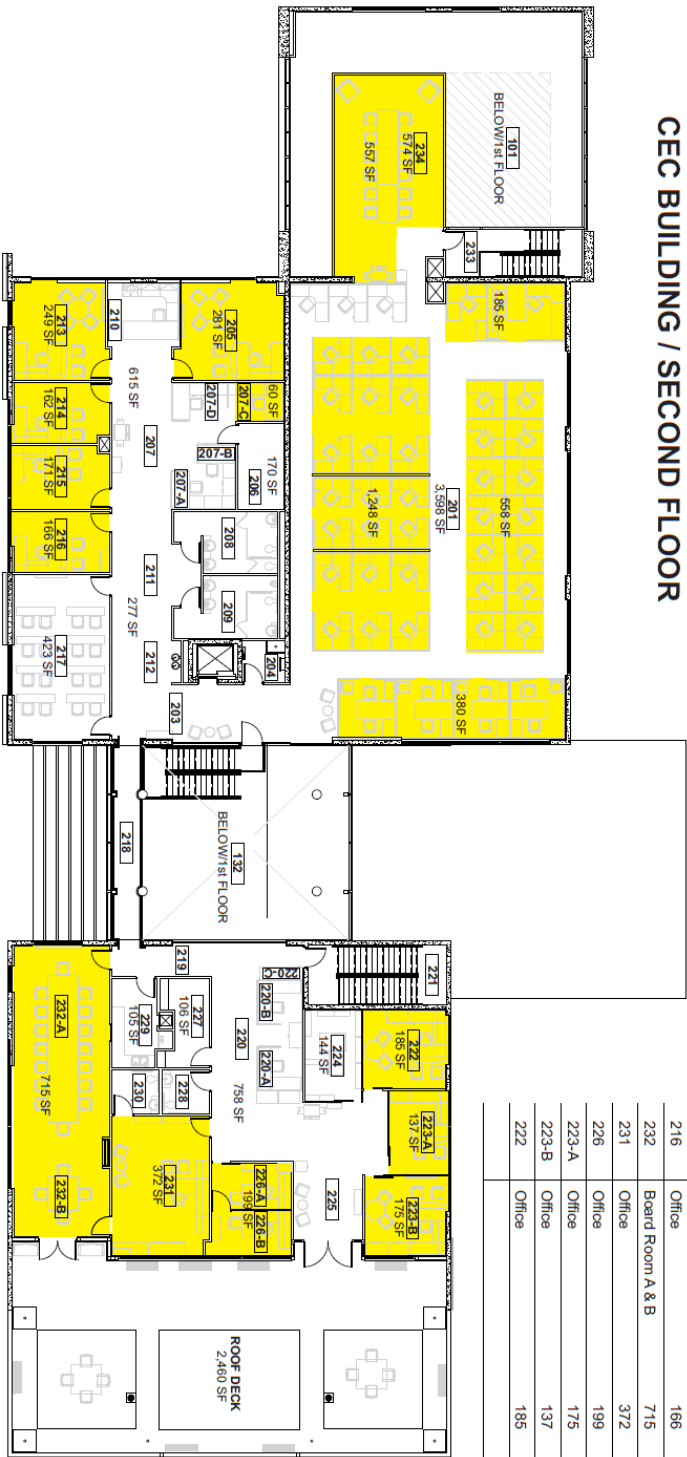 CEC BUILDING / SECOND FLOOR
216 Office 166
232 Board Room A & B 715
231 Office 372
226 Office 199
223-A Office 175
223-B Office 137
222 Office 185
101
BELOW/1st FLOOR
234
574 SF
557 SF
233
185 SF
201
3,598 SF
558 SF
1,248 SF
380 SF
213
249 SF
210
205
281 SF
214
162 SF
615 SF
207
207-D
207-C
60 SF
207-B
207-A
206
170 SF
215
171 SF
216
166 SF
208
209
211
277 SF
212
204
203
217
423 SF
218
132
BELOW/1st FLOOR
219
220-C
221
220-B
220
220-A
758 SF
224
144 SF
222
185 SF
223-A
137 SF
223-B
175 SF
225
227
106 SF
229
105 SF
228
230
231
372 SF
226-A
199 SF
226-B
232-A
715 SF
232-B
ROOF DECK
2,460 SF